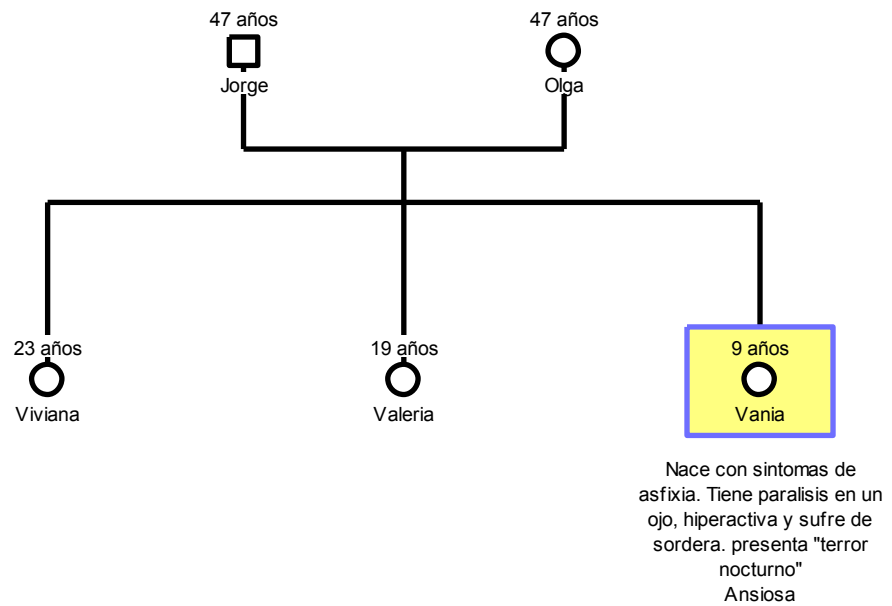 47 años
47 años
Jorge
Olga
23 años
19 años
9 años
Viviana
Valeria
Vania
Nace con sintomas de
asfixia. Tiene paralisis en un
ojo, hiperactiva y sufre de
sordera. presenta "terror
nocturno"
Ansiosa